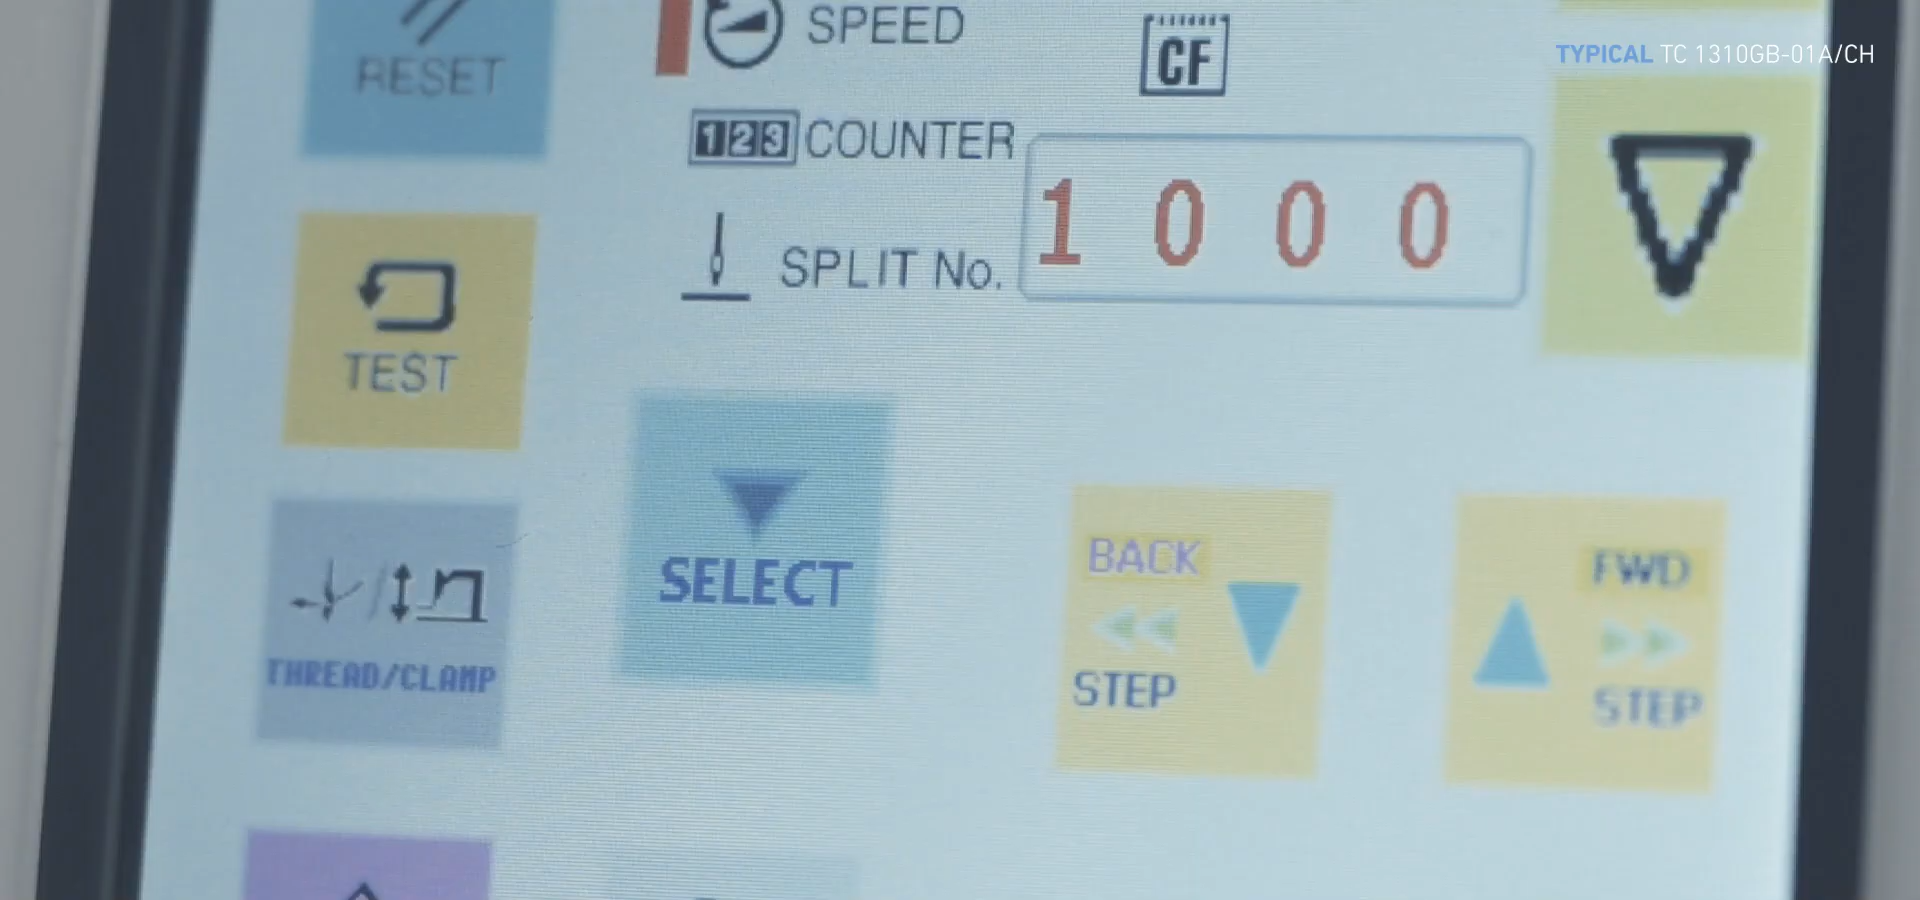 SPEED
TYPICAL TC 1310GB-01A/CH
RESET
CF
123 COUNTER
1 0 0 0
SPLIT No.
TEST
SELECT
BACK
STEP
FWD
STEP
THREAD/CLAMP